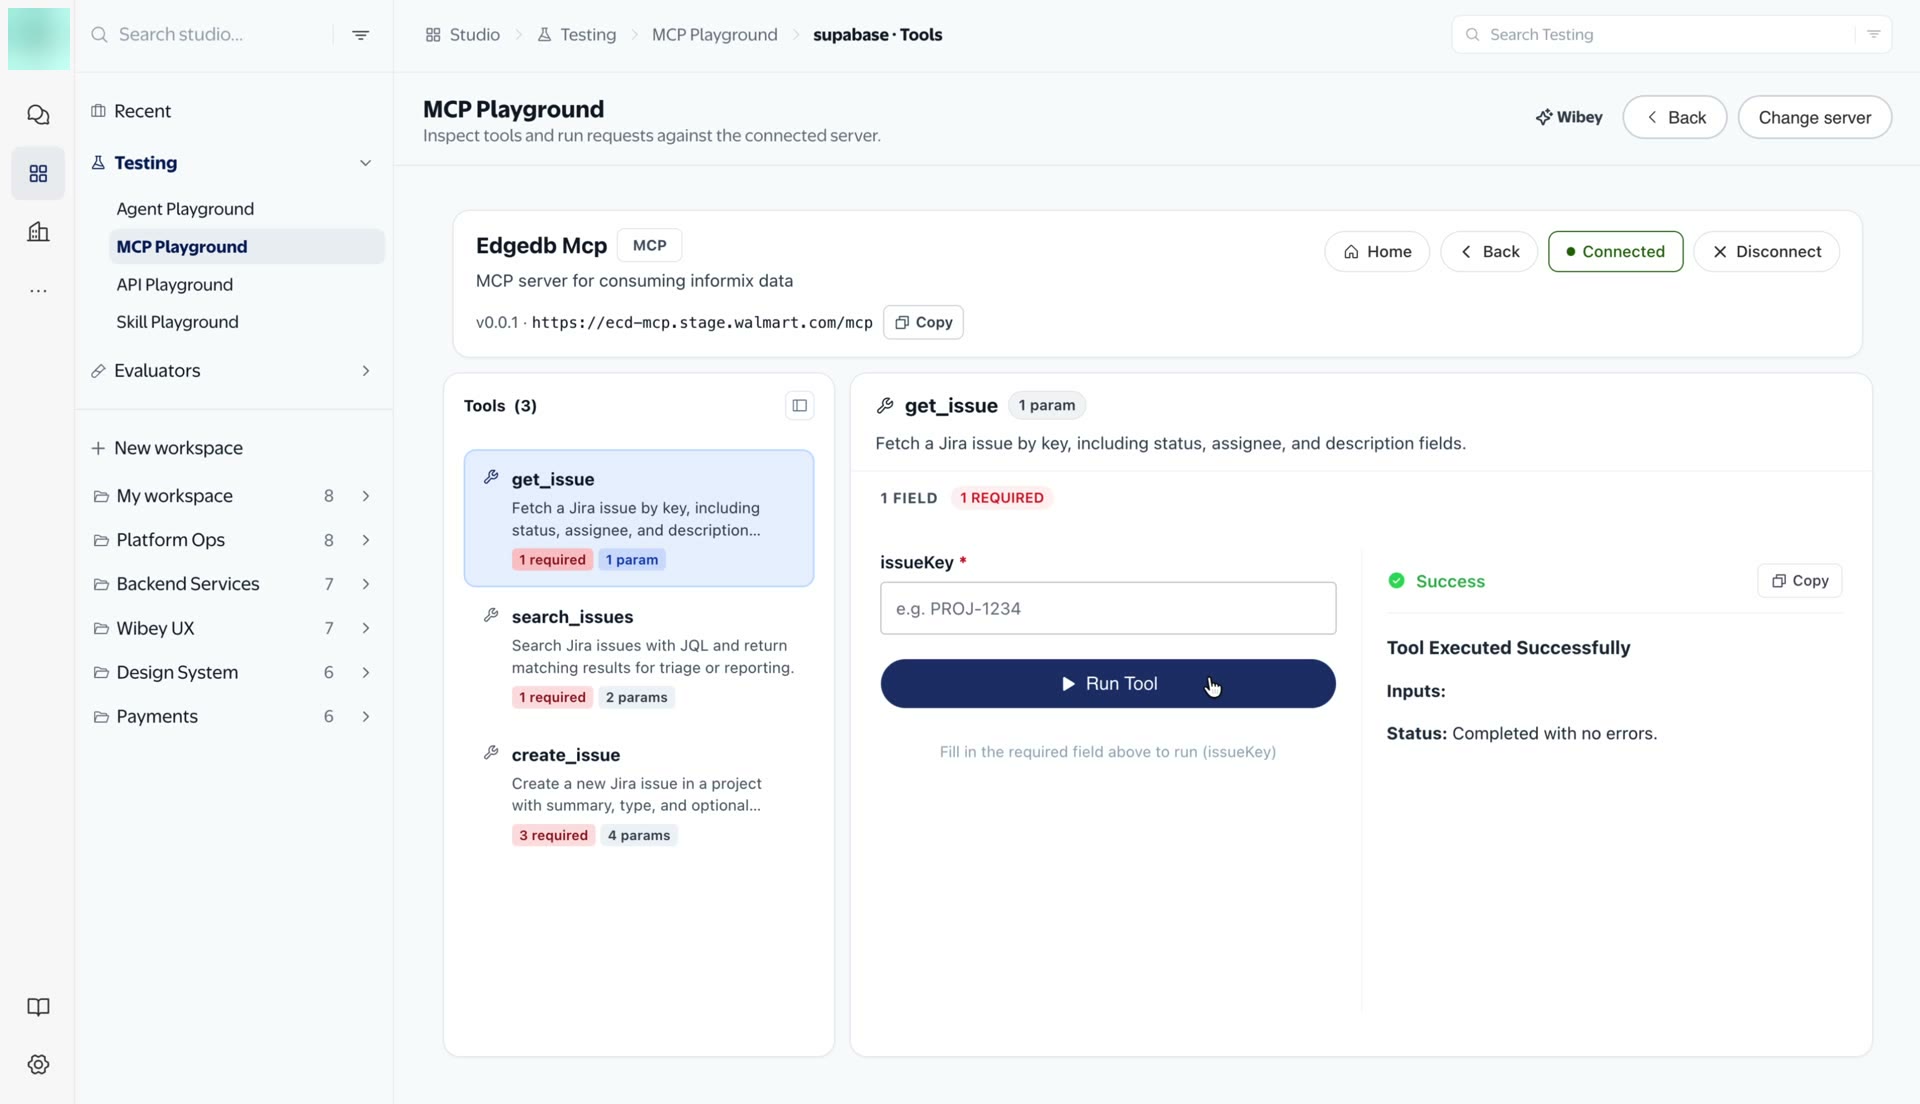 Search studio...
Studio
Testing
MCP Playground
supabase · Tools
Search Testing
Recent
Testing
Agent Playground
MCP Playground
API Playground
Skill Playground
Evaluators
New workspace
My workspace 8
Platform Ops 8
Backend Services 7
Wibey UX 7
Design System 6
Payments 6
MCP Playground
Inspect tools and run requests against the connected server.
Wibey
Back
Change server
Edgedb Mcp MCP
MCP server for consuming informix data
v0.0.1 · https://ecd-mcp.stage.walmart.com/mcp Copy
Home
Back
Connected
Disconnect
Tools (3)
get_issue
Fetch a Jira issue by key, including
status, assignee, and description...
1 required 1 param
search_issues
Search Jira issues with JQL and return
matching results for triage or reporting.
1 required 2 params
create_issue
Create a new Jira issue in a project
with summary, type, and optional...
3 required 4 params
get_issue 1 param
Fetch a Jira issue by key, including status, assignee, and description fields.
1 FIELD 1 REQUIRED
issueKey *
e.g. PROJ-1234
Run Tool
Fill in the required field above to run (issueKey)
Success
Copy
Tool Executed Successfully
Inputs:
Status: Completed with no errors.